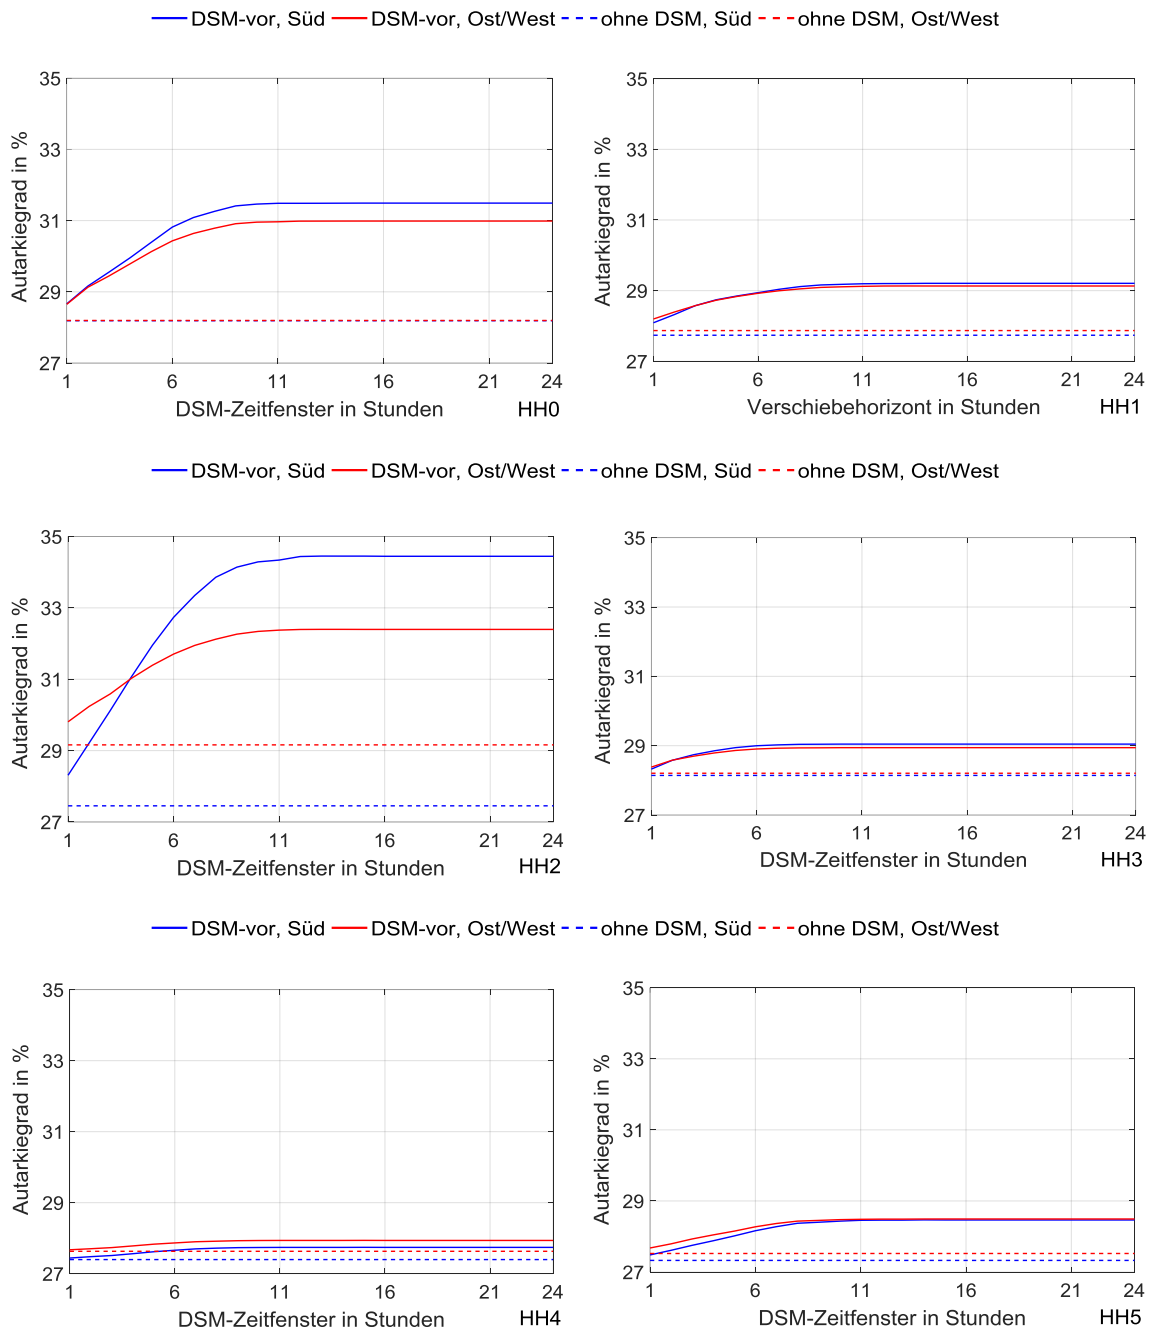 DSM-vor, Süd DSM-vor, Ost/West ohne DSM, Süd ohne DSM, Ost/West
Autarkiegrad in %
35
33
31
29
27
1 6 11 16 21 24
DSM-Zeitfenster in Stunden HH0
Autarkiegrad in %
35
33
31
29
27
1 6 11 16 21 24
Verschiebehorizont in Stunden HH1
DSM-vor, Süd DSM-vor, Ost/West ohne DSM, Süd ohne DSM, Ost/West
Autarkiegrad in %
35
33
31
29
27
1 6 11 16 21 24
DSM-Zeitfenster in Stunden HH2
Autarkiegrad in %
35
33
31
29
27
1 6 11 16 21 24
DSM-Zeitfenster in Stunden HH3
DSM-vor, Süd DSM-vor, Ost/West ohne DSM, Süd ohne DSM, Ost/West
Autarkiegrad in %
35
33
31
29
27
1 6 11 16 21 24
DSM-Zeitfenster in Stunden HH4
Autarkiegrad in %
35
33
31
29
27
1 6 11 16 21 24
DSM-Zeitfenster in Stunden HH5